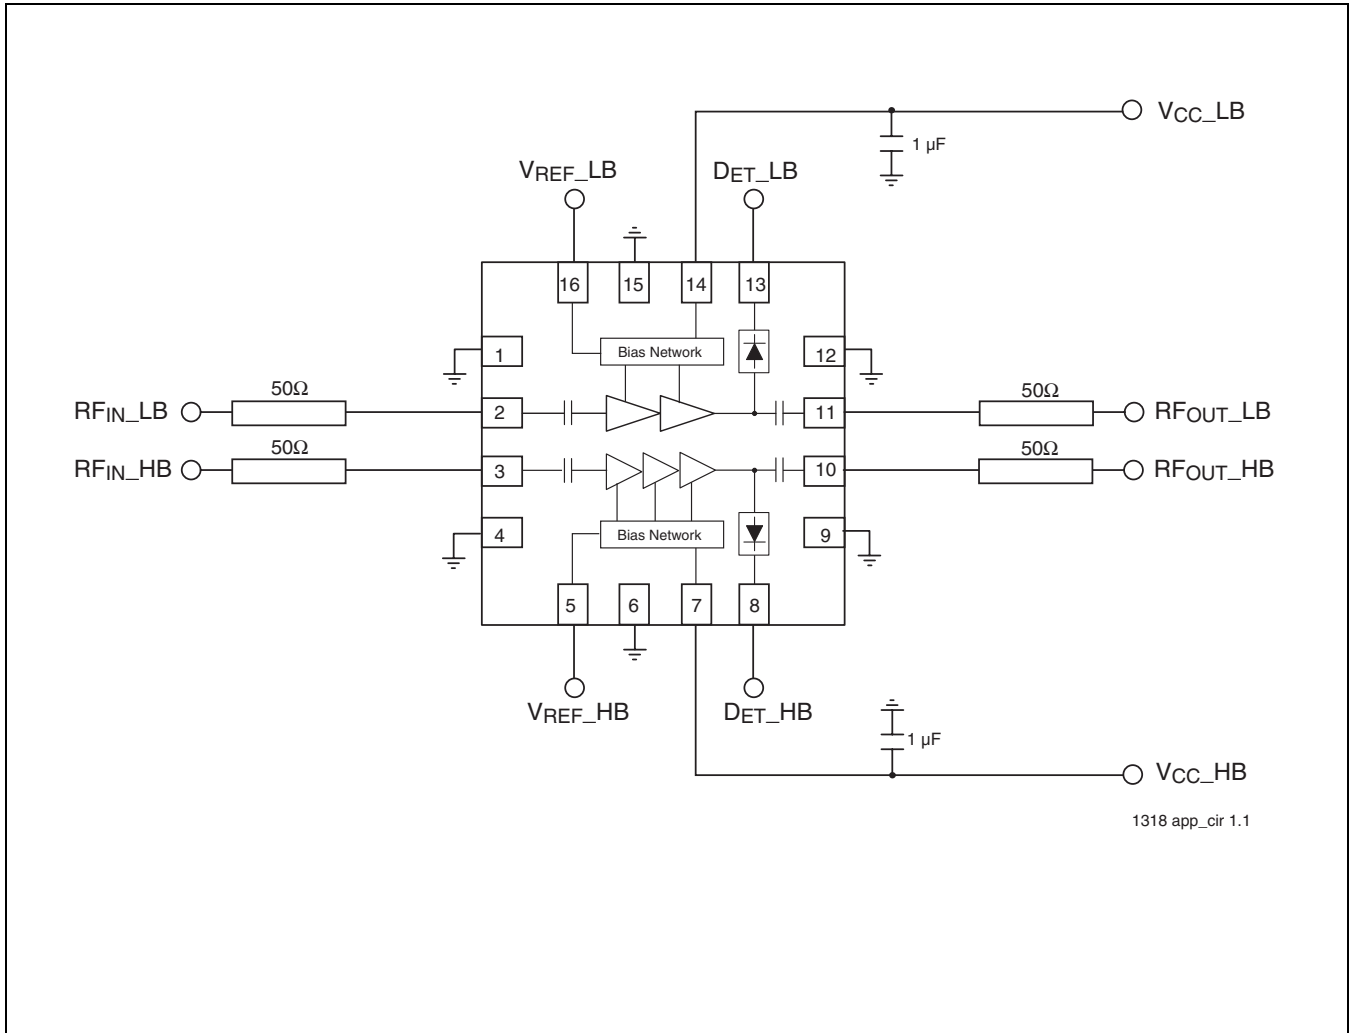 VCC_LB
1 µF
VREF_LB
DET_LB
16
15
14
13
1
Bias Network
12
50Ω
50Ω
RFIN_LB
2
11
RFOUT_LB
50Ω
50Ω
RFIN_HB
3
10
RFOUT_HB
4
Bias Network
9
5
6
7
8
VREF_HB
DET_HB
1 µF
VCC_HB
1318 app_cir 1.1